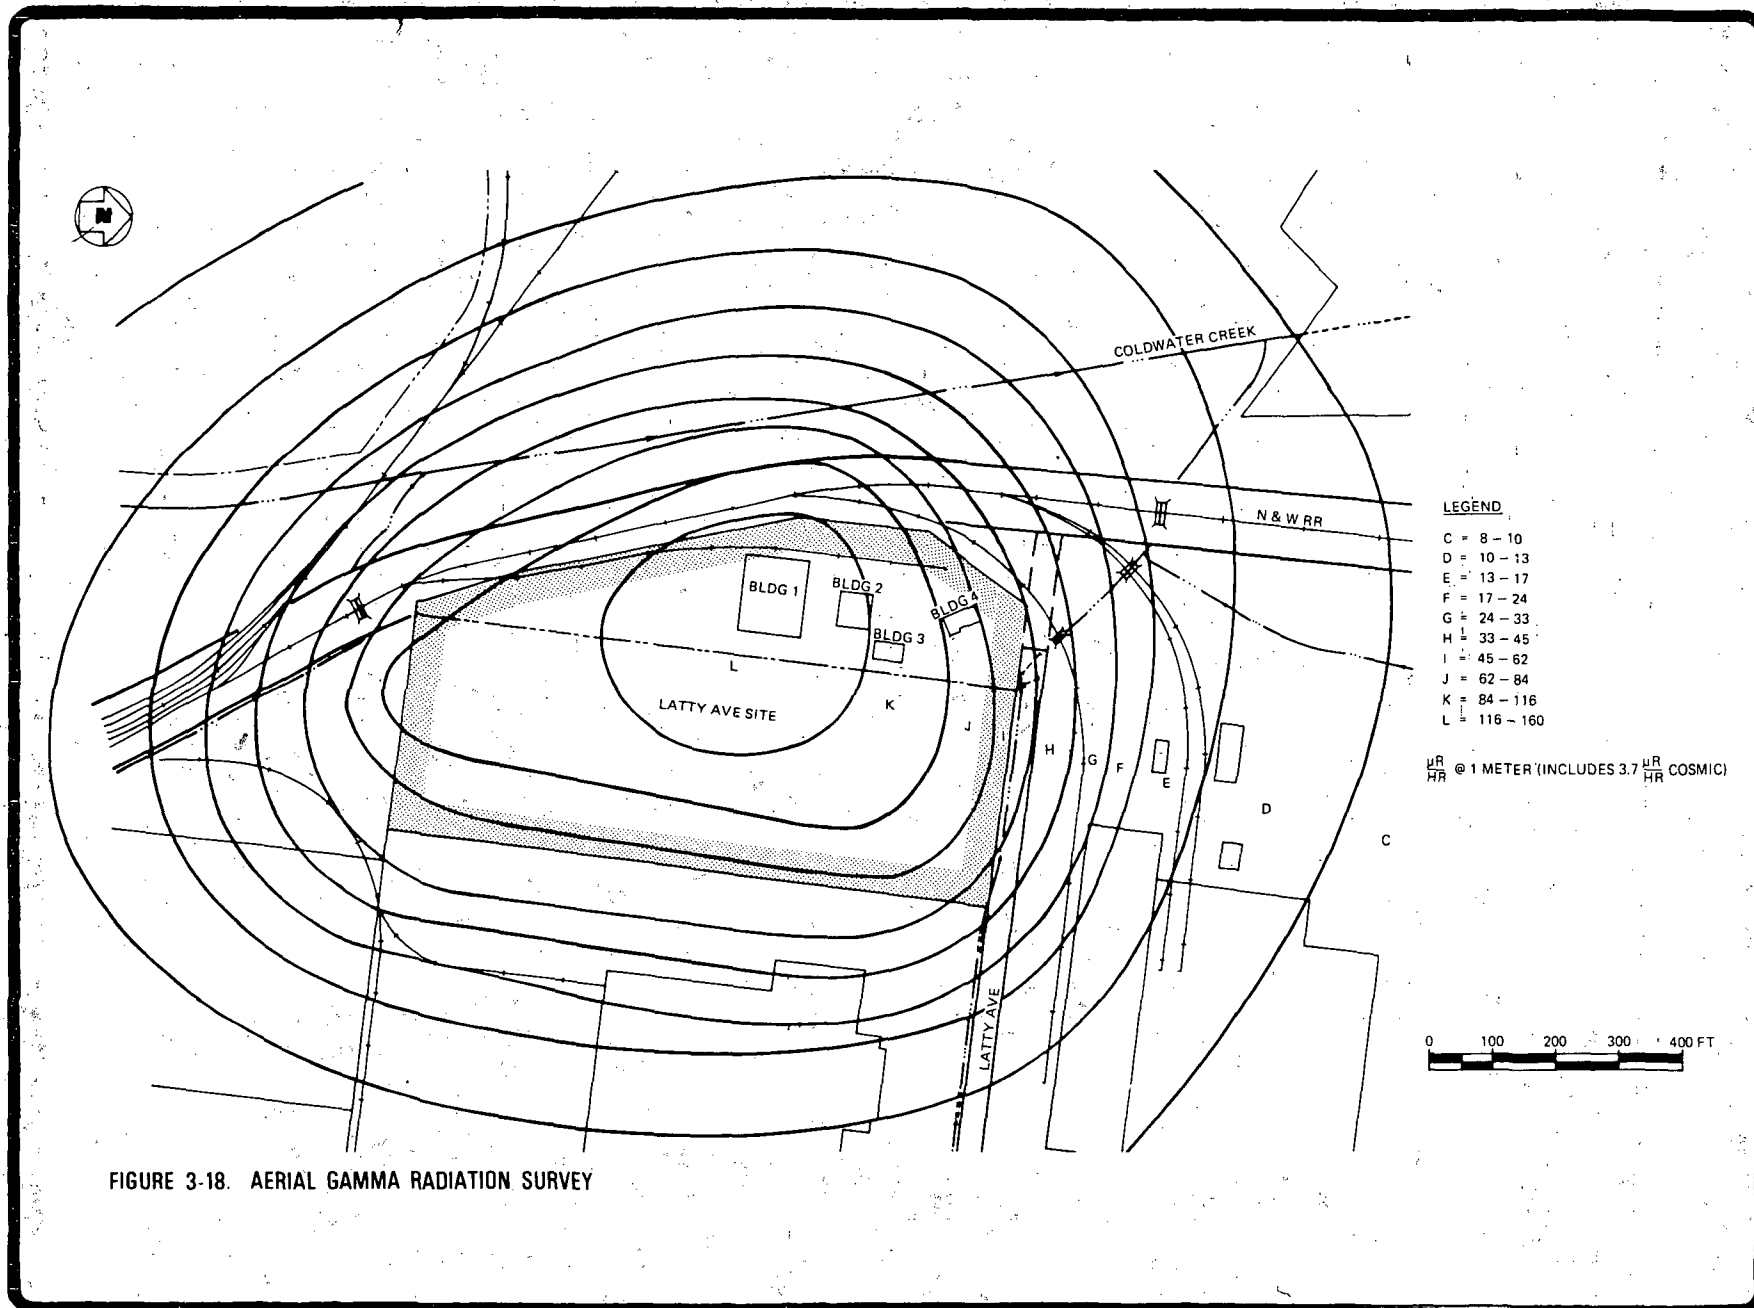 N
COLDWATER CREEK
N & W RR
BLDG 1
BLDG 2
BLDG 3
BLDG 4
L
LATTY AVE SITE
K
J
I
H
G
F
E
D
C
LATTY AVE
LEGEND
C = 8 – 10
D = 10 – 13
E = 13 – 17
F = 17 – 24
G = 24 – 33
H = 33 – 45
I = 45 – 62
J = 62 – 84
K = 84 – 116
L = 116 – 160
µR/HR @ 1 METER (INCLUDES 3.7 µR/HR COSMIC)
0 100 200 300 400 FT
FIGURE 3-18. AERIAL GAMMA RADIATION SURVEY